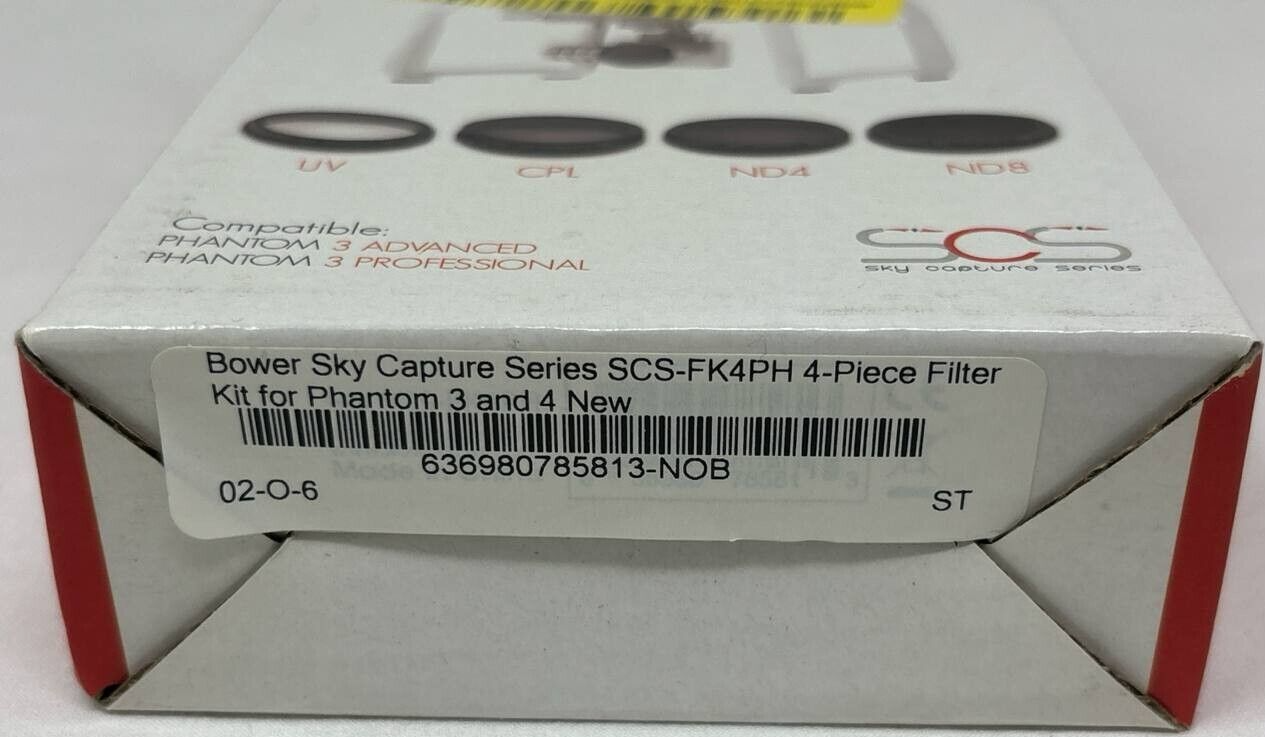 UV
CPL
ND4
ND8
Compatible:
PHANTOM 3 ADVANCED
PHANTOM 3 PROFESSIONAL
SCS
sky capture series
Bower Sky Capture Series SCS-FK4PH 4-Piece Filter
Kit for Phantom 3 and 4 New
636980785813-NOB
02-O-6
ST